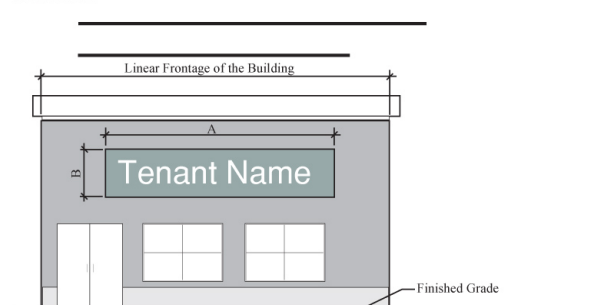 Linear Frontage of the Building
A
B
Tenant Name
Finished Grade